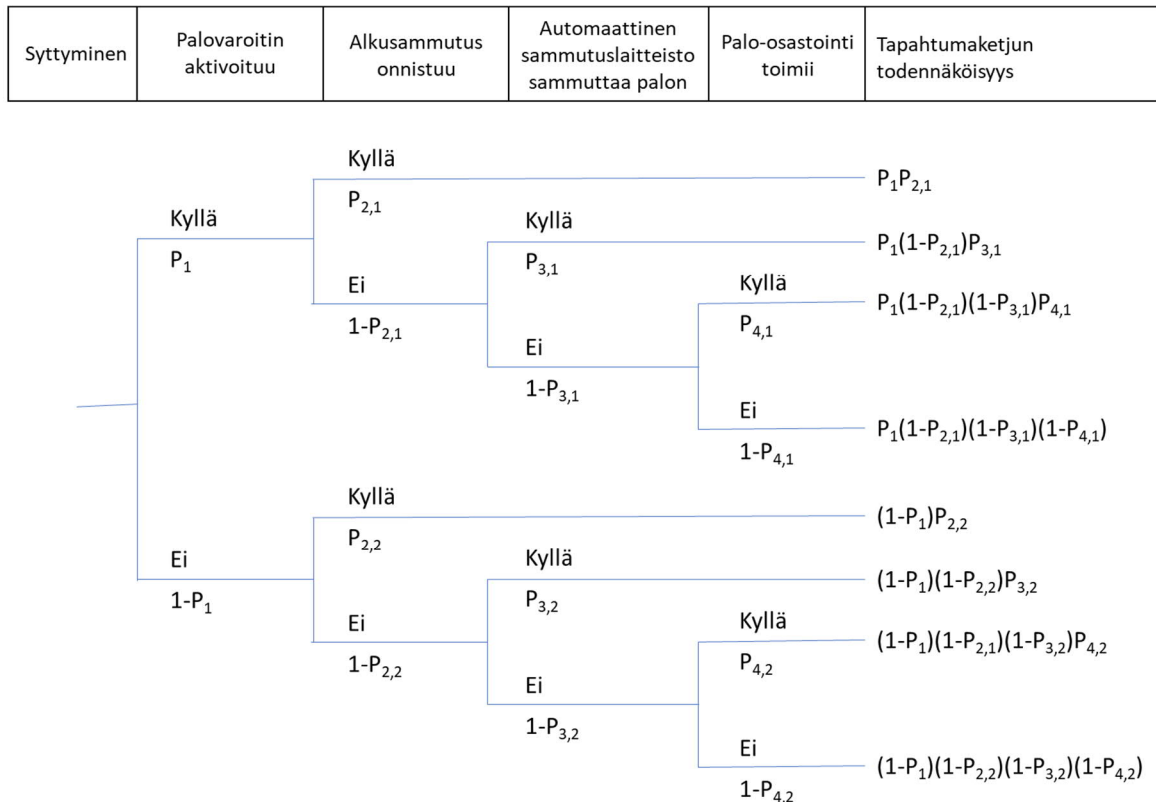 Syttyminen
Palovaroitin
aktivoituu
Alkusammutus
onnistuu
Automaattinen
sammutuslaitteisto
sammuttaa palon
Palo-osastointi
toimii
Tapahtumaketjun
todennäköisyys
Kyllä
P₂,₁
P₁P₂,₁
Kyllä
P₁
Kyllä
P₃,₁
P₁(1-P₂,₁)P₃,₁
Ei
1-P₂,₁
Kyllä
P₄,₁
P₁(1-P₂,₁)(1-P₃,₁)P₄,₁
Ei
1-P₃,₁
Ei
1-P₄,₁
P₁(1-P₂,₁)(1-P₃,₁)(1-P₄,₁)
Kyllä
P₂,₂
(1-P₁)P₂,₂
Ei
1-P₁
Kyllä
P₃,₂
(1-P₁)(1-P₂,₂)P₃,₂
Ei
1-P₂,₂
Kyllä
P₄,₂
(1-P₁)(1-P₂,₁)(1-P₃,₂)P₄,₂
Ei
1-P₃,₂
Ei
1-P₄,₂
(1-P₁)(1-P₂,₂)(1-P₃,₂)(1-P₄,₂)